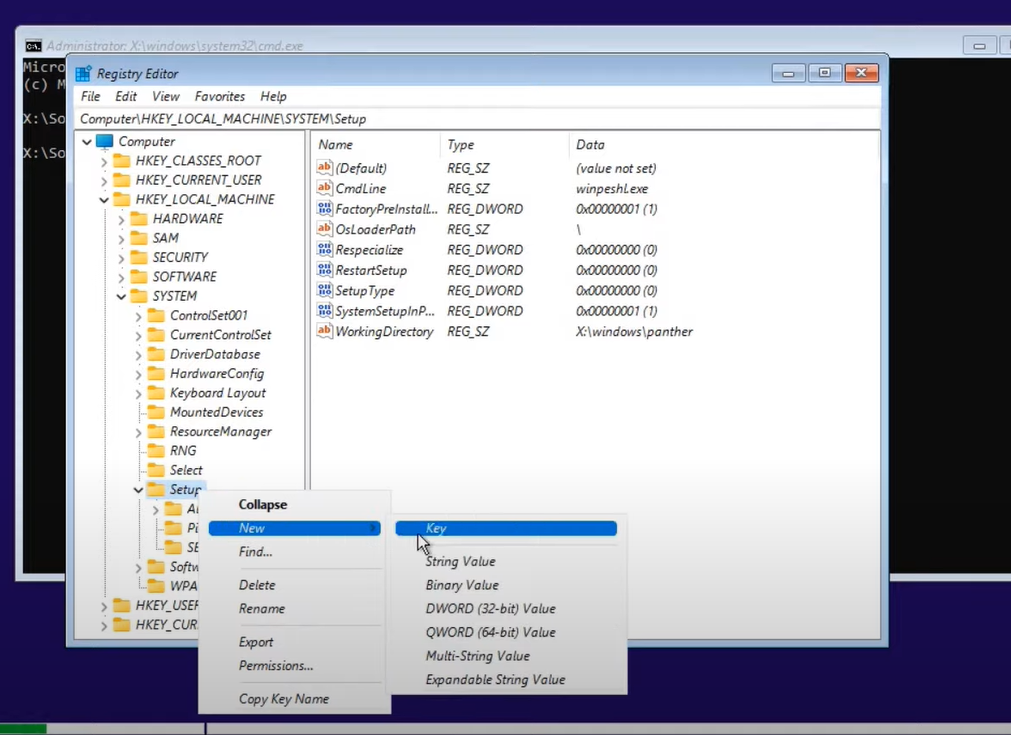 Administrator: X:\windows\system32\cmd.exe
Micro
(c) M
X:\So
X:\So
Registry Editor
File Edit View Favorites Help
Computer\HKEY_LOCAL_MACHINE\SYSTEM\Setup
Computer
HKEY_CLASSES_ROOT
HKEY_CURRENT_USER
HKEY_LOCAL_MACHINE
HARDWARE
SAM
SECURITY
SOFTWARE
SYSTEM
ControlSet001
CurrentControlSet
DriverDatabase
HardwareConfig
Keyboard Layout
MountedDevices
ResourceManager
RNG
Select
Setup
Al
Pi
SE
Softw
WPA
HKEY_USER
HKEY_CUR
Name Type Data
(Default) REG_SZ (value not set)
CmdLine REG_SZ winpeshl.exe
FactoryPreInstall... REG_DWORD 0x00000001 (1)
OsLoaderPath REG_SZ \
Respecialize REG_DWORD 0x00000000 (0)
RestartSetup REG_DWORD 0x00000000 (0)
SetupType REG_DWORD 0x00000000 (0)
SystemSetupInP... REG_DWORD 0x00000001 (1)
WorkingDirectory REG_SZ X:\windows\panther
Collapse
New
Find...
Delete
Rename
Export
Permissions...
Copy Key Name
Key
String Value
Binary Value
DWORD (32-bit) Value
QWORD (64-bit) Value
Multi-String Value
Expandable String Value